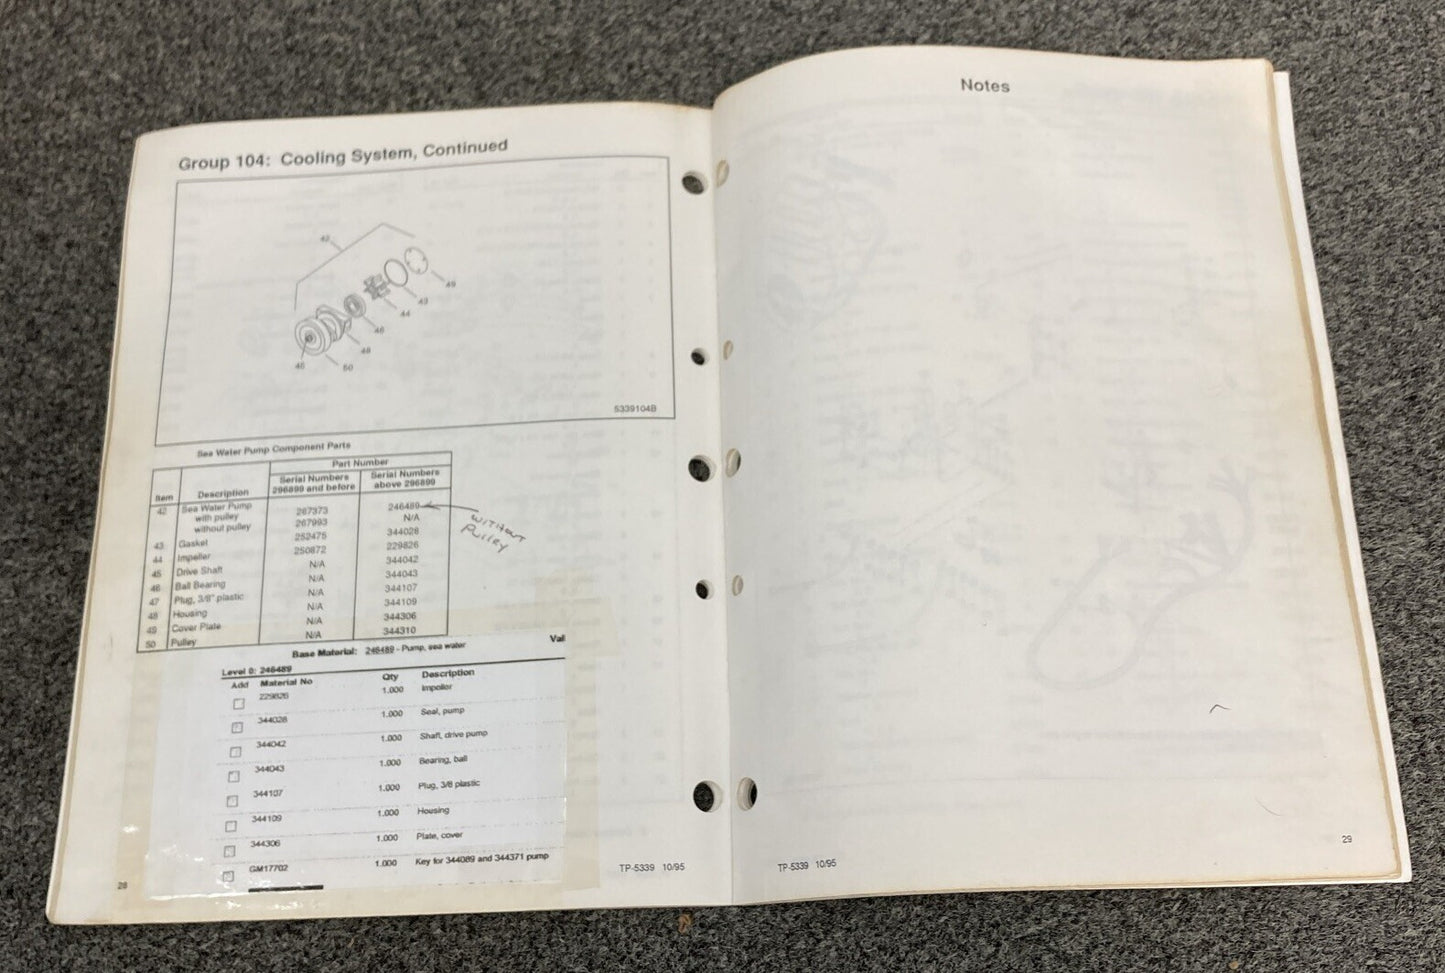 Group 104: Cooling System, Continued
42
49
43
44
46
48
46
50
5339104B
Sea Water Pump Component Parts
Part Number
Item Description Serial Numbers 296899 and before Serial Numbers above 296899
42 Sea Water Pump
with pulley 267373 246489
without pulley 267993 N/A
WITHOUT
Pulley
43 Gasket 252475 344028
44 Impeller 250872 229826
45 Drive Shaft N/A 344042
46 Ball Bearing N/A 344043
47 Plug, 3/8" plastic N/A 344107
48 Housing N/A 344109
49 Cover Plate N/A 344306
50 Pulley N/A 344310
Base Material: 246489 - Pump, sea water Val
Level 0: 246489
Add Material No Qty Description
229826 1.000 Impeller
344028 1.000 Seal, pump
344042 1.000 Shaft, drive pump
344043 1.000 Bearing, ball
344107 1.000 Plug, 3/8 plastic
344109 1.000 Housing
344306 1.000 Plate, cover
GM17702 1.000 Key for 344089 and 344371 pump
28
TP-5339 10/95
Notes
TP-5339 10/95
29